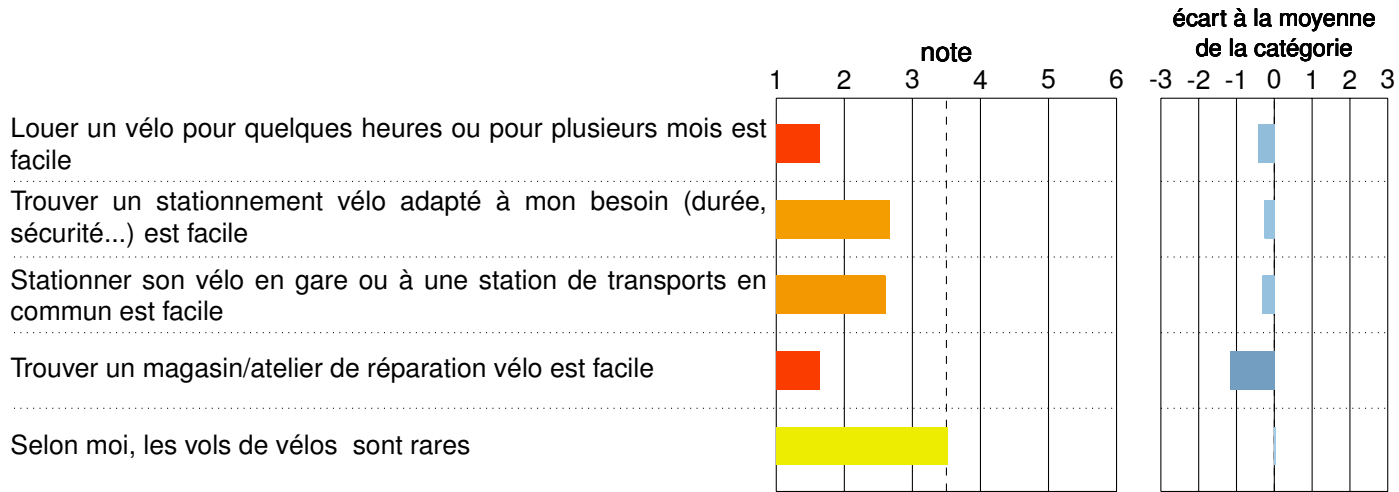 écart à la moyenne
note de la catégorie
1 2 3 4 5 6 -3 -2 -1 0 1 2 3
Louer un vélo pour quelques heures ou pour plusieurs mois est
facile
Trouver un stationnement vélo adapté à mon besoin (durée,
sécurité...) est facile
Stationner son vélo en gare ou à une station de transports en
commun est facile
Trouver un magasin/atelier de réparation vélo est facile
Selon moi, les vols de vélos sont rares